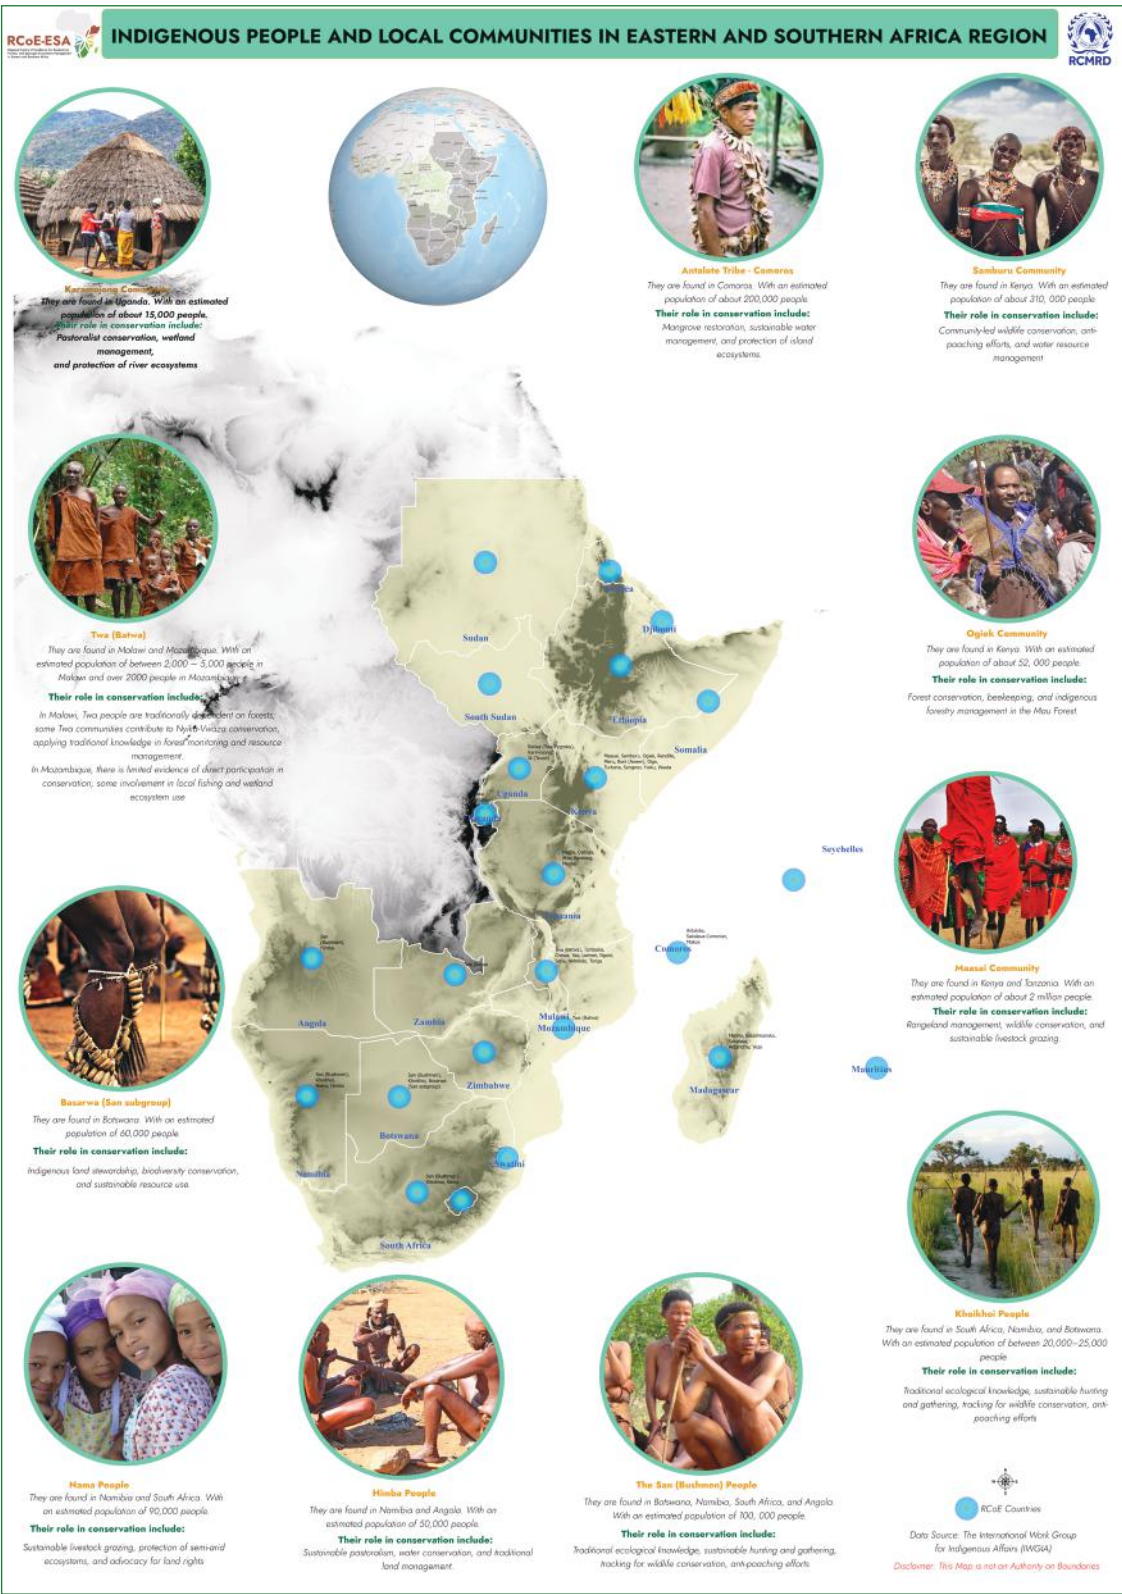 RCoE-ESA
INDIGENOUS PEOPLE AND LOCAL COMMUNITIES IN EASTERN AND SOUTHERN AFRICA REGION
RCMRD
They are found in Uganda. With an estimated
population of about 15,000 people.
Their role in conservation include:
Pastoralist conservation, wetland
management,
and protection of river ecosystems
Antalote Tribe - Comoros
They are found in Comoros. With an estimated
population of about 200,000 people.
Their role in conservation include:
Mangrove restoration, sustainable water
management, and protection of island
ecosystems.
Samburu Community
They are found in Kenya. With an estimated
population of about 310, 000 people
Their role in conservation include:
Community-led wildlife conservation, anti-
poaching efforts, and water resource
management
Twa (Batwa)
They are found in Malawi and Mozambique. With an
estimated population of between 2,000 – 5,000 people in
Malawi and over 2000 people in Mozambique
Their role in conservation include:
In Malawi, Twa people are traditionally dependent on forests,
some Twa communities contribute to Nyika-Vwaza conservation,
applying traditional knowledge in forest monitoring and resource
management.
In Mozambique, there is limited evidence of direct participation in
conservation, some involvement in local fishing and wetland
ecosystem use
Ogiek Community
They are found in Kenya. With an estimated
population of about 52, 000 people.
Their role in conservation include:
Forest conservation, beekeeping, and indigenous
forestry management in the Mau Forest
Maasai Community
They are found in Kenya and Tanzania. With an
estimated population of about 2 million people.
Their role in conservation include:
Rangeland management, wildlife conservation, and
sustainable livestock grazing.
Sudan
Djibouti
South Sudan
Ethiopia
Somalia
Uganda
Kenya
Seychelles
Tanzania
Comoros
Angola
Zambia
Malawi
Mozambique
Zimbabwe
Madagascar
Mauritius
Botswana
Namibia
Swatini
South Africa
San
(Bushmen),
Himba
San (Bushmen),
Khoikhoi,
Nama, Himba
San (Bushmen),
Khoikhoi, Basarwa
(San subgroup)
San (Bushmen),
Khoikhoi, Nama
Twa (Batwa)
Basarwa (San subgroup)
They are found in Botswana. With an estimated
population of 60,000 people
Their role in conservation include:
Indigenous land stewardship, biodiversity conservation,
and sustainable resource use.
Khoikhoi People
They are found in South Africa, Namibia, and Botswana.
With an estimated population of between 20,000–25,000
people
Their role in conservation include:
Traditional ecological knowledge, sustainable hunting
and gathering, tracking for wildlife conservation, anti-
poaching efforts
Nama People
They are found in Namibia and South Africa. With
an estimated population of 90,000 people.
Their role in conservation include:
Sustainable livestock grazing, protection of semi-arid
ecosystems, and advocacy for land rights
Himba People
They are found in Namibia and Angola. With an
estimated population of 50,000 people.
Their role in conservation include:
Sustainable pastoralism, water conservation, and traditional
land management.
The San (Bushmen) People
They are found in Botswana, Namibia, South Africa, and Angola.
With an estimated population of 100, 000 people.
Their role in conservation include:
Traditional ecological knowledge, sustainable hunting and gathering,
tracking for wildlife conservation, anti-poaching efforts
RCoE Countries
Data Source: The International Work Group
for Indigenous Affairs (IWGIA)
Disclaimer: This Map is not an Authority on Boundaries